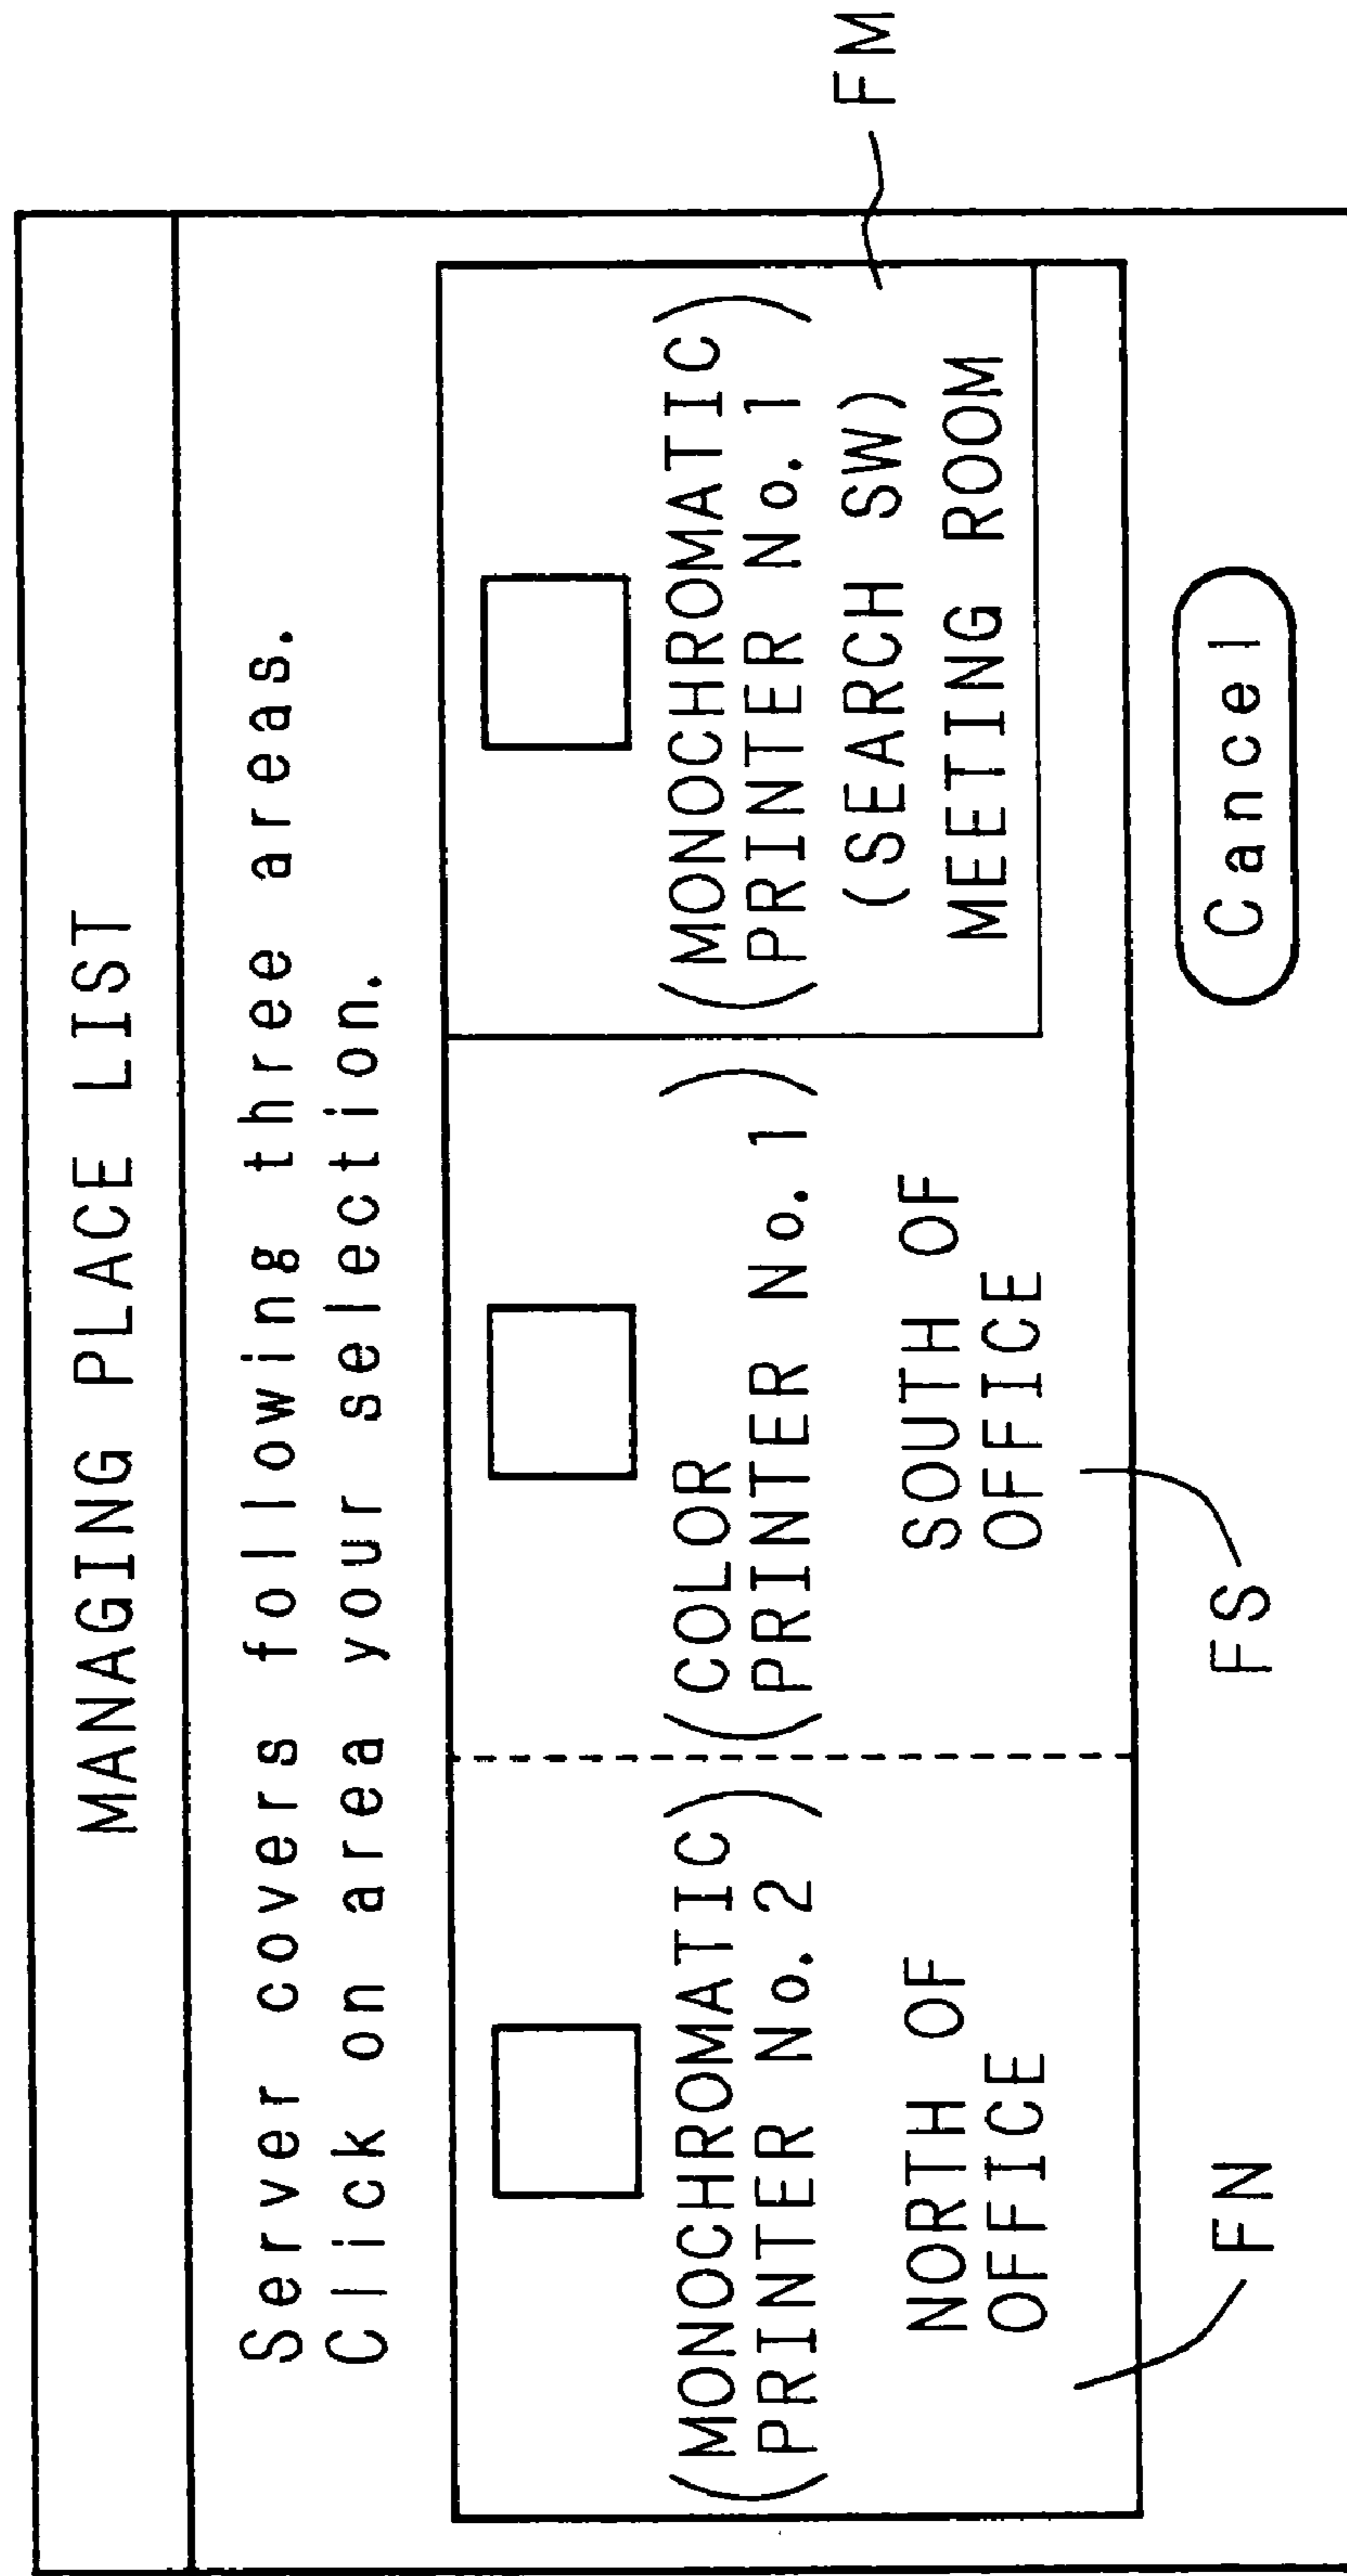 MANAGING PLACE LIST
Server covers following three areas.
Click on area your selection.
(MONOCHROMATIC)
(PRINTER No. 2)
NORTH OF
OFFICE
(COLOR)
(PRINTER No. 1)
SOUTH OF
OFFICE
(MONOCHROMATIC)
(PRINTER No. 1)
(SEARCH SW)
MEETING ROOM
Cancel
FN
FS
FM